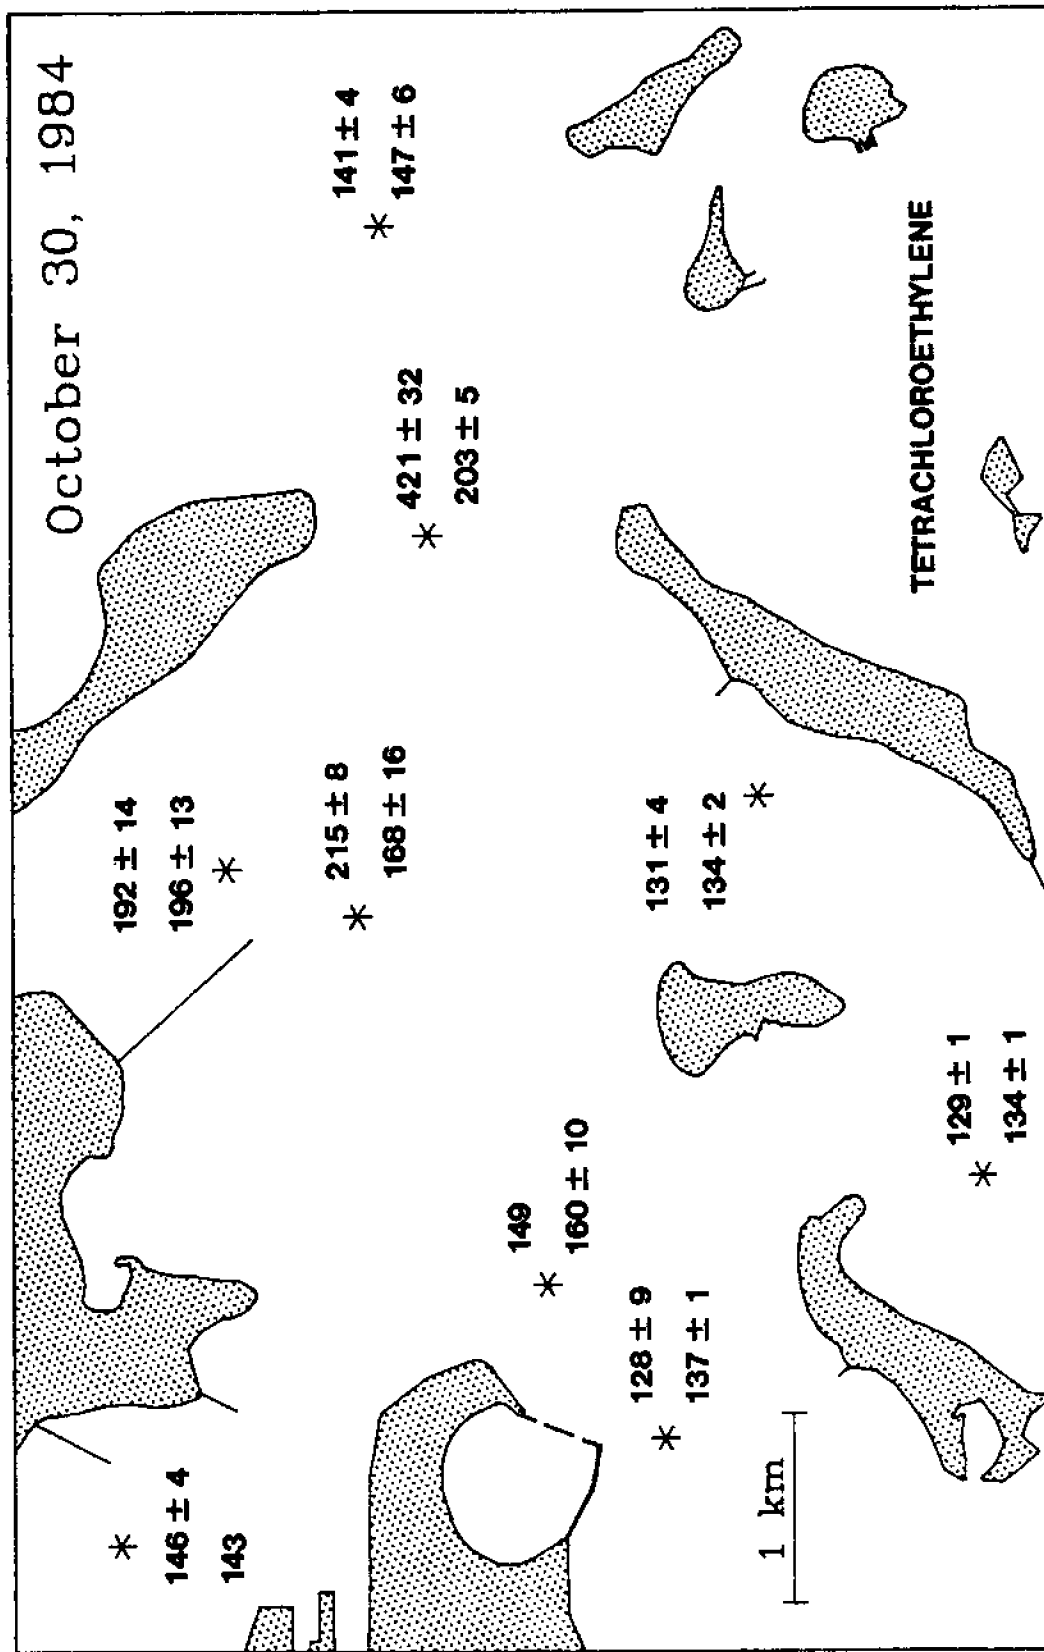 October 30, 1984
146 ± 4
143
192 ± 14
196 ± 13
215 ± 8
168 ± 16
141 ± 4
147 ± 6
421 ± 32
203 ± 5
149
160 ± 10
128 ± 9
137 ± 1
131 ± 4
134 ± 2
1 km
129 ± 1
134 ± 1
TETRACHLOROETHYLENE